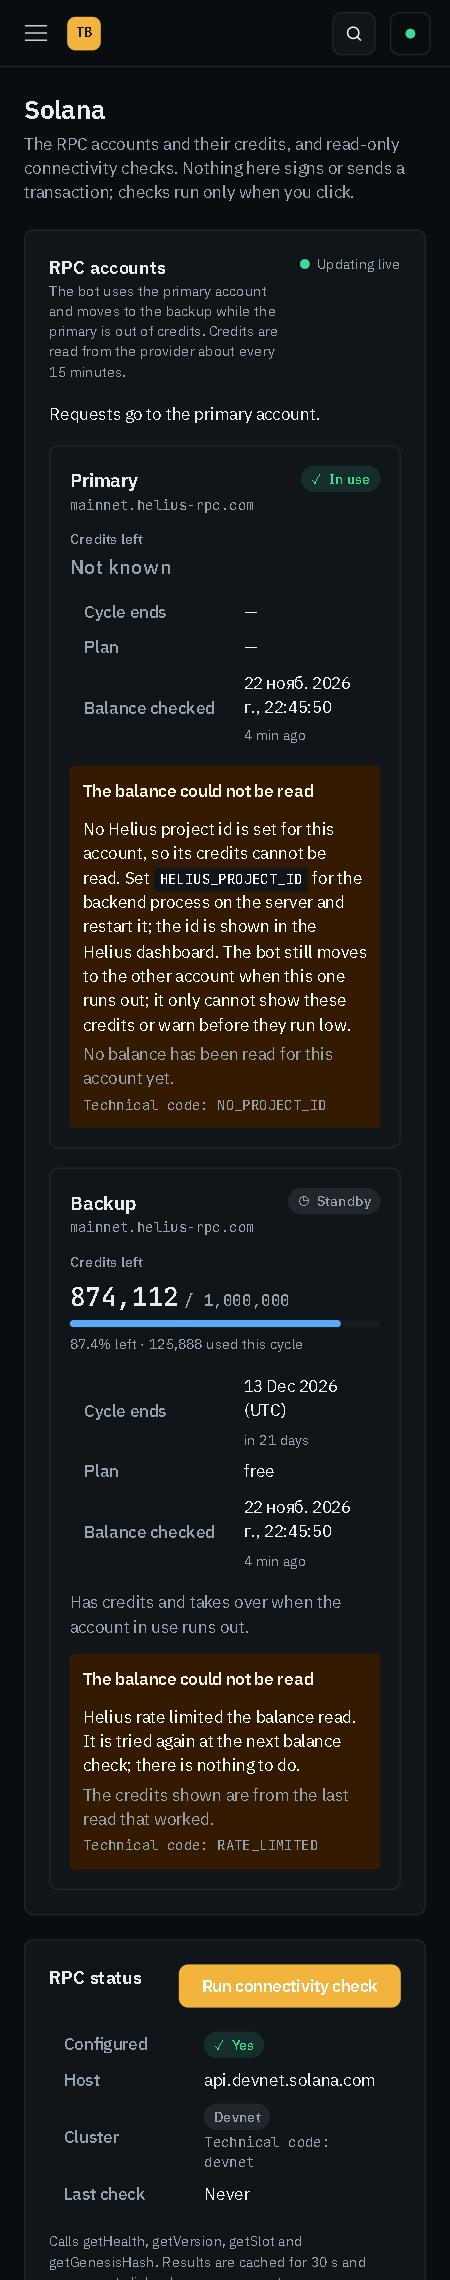 TB
Solana
The RPC accounts and their credits, and read-only
connectivity checks. Nothing here signs or sends a
transaction; checks run only when you click.
RPC accounts
Updating live
The bot uses the primary account
and moves to the backup while the
primary is out of credits. Credits are
read from the provider about every
15 minutes.
Requests go to the primary account.
Primary
✓ In use
mainnet.helius-rpc.com
Credits left
Not known
Cycle ends —
Plan —
Balance checked
22 нояб. 2026
г., 22:45:50
4 min ago
The balance could not be read
No Helius project id is set for this
account, so its credits cannot be
read. Set HELIUS_PROJECT_ID for the
backend process on the server and
restart it; the id is shown in the
Helius dashboard. The bot still moves
to the other account when this one
runs out; it only cannot show these
credits or warn before they run low.
No balance has been read for this
account yet.
Technical code: NO_PROJECT_ID
Backup
Standby
mainnet.helius-rpc.com
Credits left
874,112 / 1,000,000
87.4% left · 125,888 used this cycle
Cycle ends
13 Dec 2026
(UTC)
in 21 days
Plan free
Balance checked
22 нояб. 2026
г., 22:45:50
4 min ago
Has credits and takes over when the
account in use runs out.
The balance could not be read
Helius rate limited the balance read.
It is tried again at the next balance
check; there is nothing to do.
The credits shown are from the last
read that worked.
Technical code: RATE_LIMITED
RPC status
Run connectivity check
Configured ✓ Yes
Host api.devnet.solana.com
Cluster
Devnet
Technical code:
devnet
Last check Never
Calls getHealth, getVersion, getSlot and
getGenesisHash. Results are cached for 30 s and